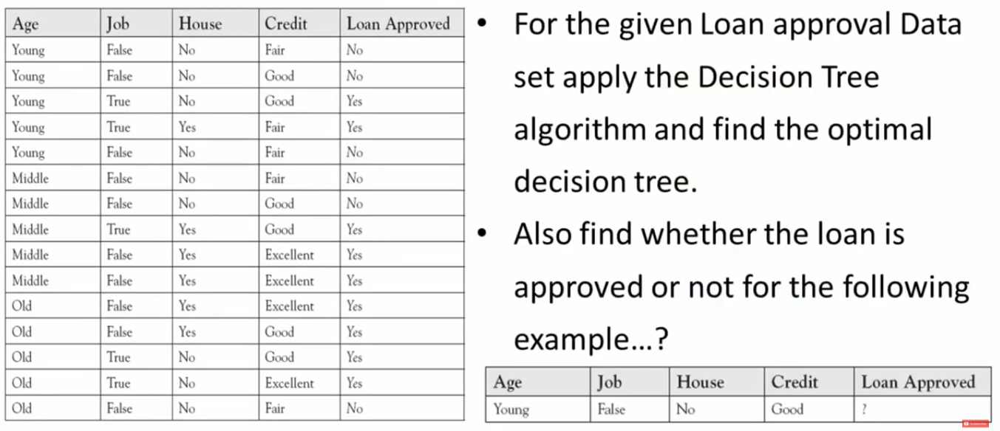 Age Job House Credit Loan Approved
Young False No Fair No
Young False No Good No
Young True No Good Yes
Young True Yes Fair Yes
Young False No Fair No
Middle False No Fair No
Middle False No Good No
Middle True Yes Good Yes
Middle False Yes Excellent Yes
Middle False Yes Excellent Yes
Old False Yes Excellent Yes
Old False Yes Good Yes
Old True No Good Yes
Old True No Excellent Yes
Old False No Fair No
• For the given Loan approval Data
set apply the Decision Tree
algorithm and find the optimal
decision tree.
• Also find whether the loan is
approved or not for the following
example...?
Age Job House Credit Loan Approved
Young False No Good ?